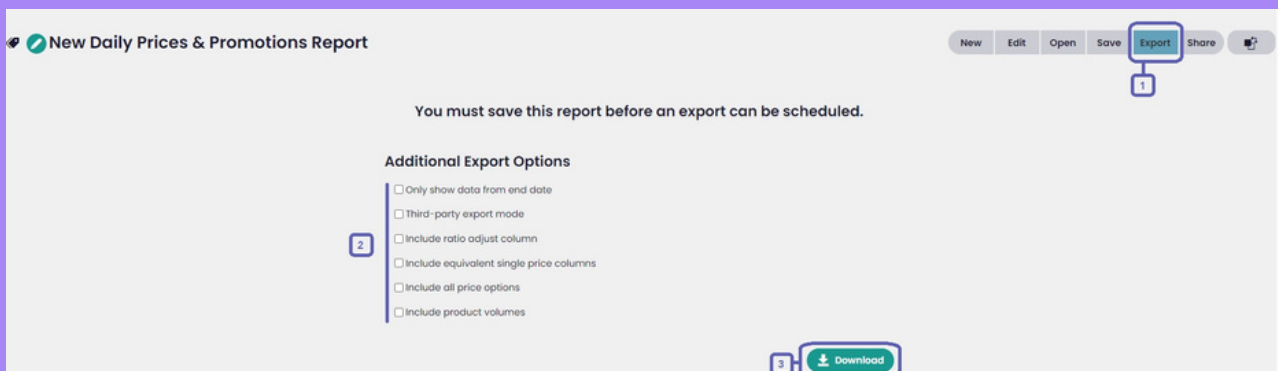 New Daily Prices & Promotions Report
New Edit Open Save Export Share
1
You must save this report before an export can be scheduled.
Additional Export Options
Only show data from end date
Third-party export mode
2
Include ratio adjust column
Include equivalent single price columns
Include all price options
Include product volumes
3
Download